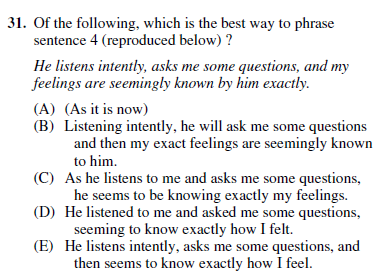 31. Of the following, which is the best way to phrase
sentence 4 (reproduced below) ?
He listens intently, asks me some questions, and my
feelings are seemingly known by him exactly.
(A) (As it is now)
(B) Listening intently, he will ask me some questions
and then my exact feelings are seemingly known
to him.
(C) As he listens to me and asks me some questions,
he seems to be knowing exactly my feelings.
(D) He listened to me and asked me some questions,
seeming to know exactly how I felt.
(E) He listens intently, asks me some questions, and
then seems to know exactly how I feel.